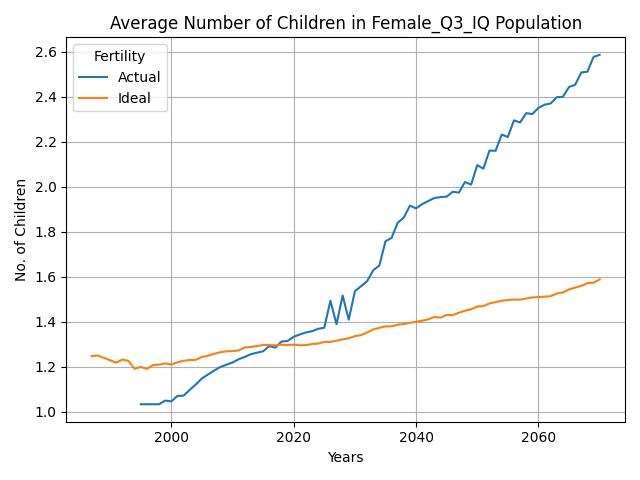 Average Number of Children in Female_Q3_IQ Population
Fertility
Actual
Ideal
2.6
2.4
2.2
2.0
1.8
1.6
1.4
1.2
1.0
No. of Children
2000
2020
2040
2060
Years